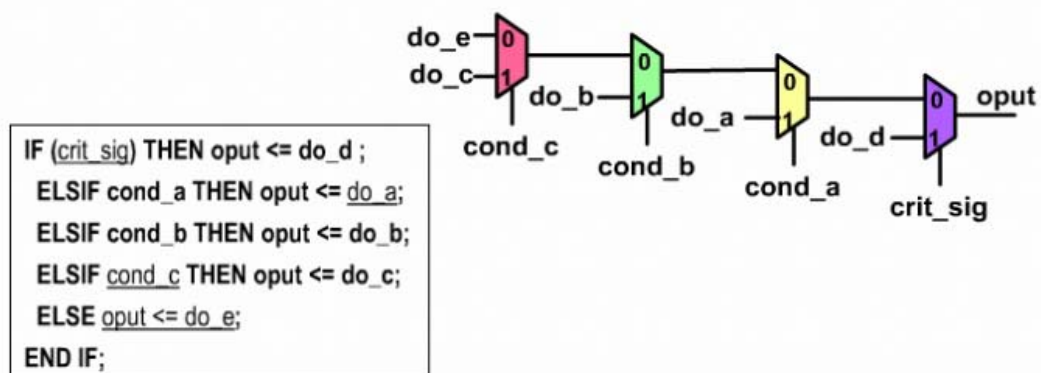 do_e 0
do_c 1
0
do_b 1
0
do_a 1
0 oput
do_d 1
cond_c
cond_b
cond_a
crit_sig
IF (crit_sig) THEN oput <= do_d ;
ELSIF cond_a THEN oput <= do_a;
ELSIF cond_b THEN oput <= do_b;
ELSIF cond_c THEN oput <= do_c;
ELSE oput <= do_e;
END IF;